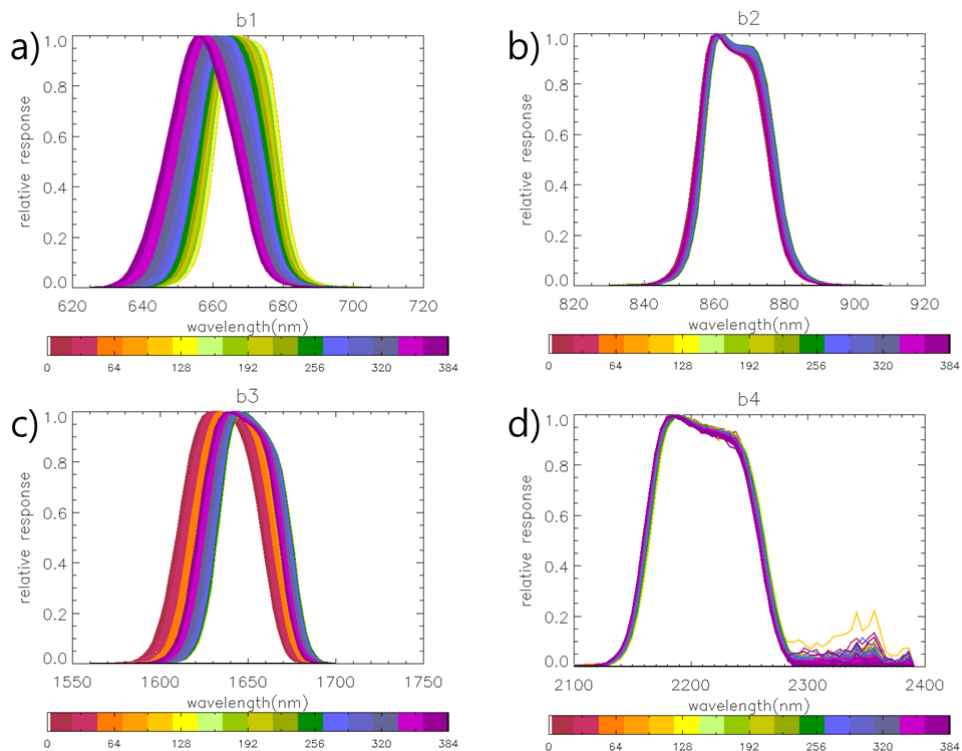 a)
b1
1.0
0.8
0.6
0.4
0.2
0.0
relative response
620 640 660 680 700 720
wavelength(nm)
0 64 128 192 256 320 384
b)
b2
1.0
0.8
0.6
0.4
0.2
0.0
relative response
820 840 860 880 900 920
wavelength(nm)
0 64 128 192 256 320 384
c)
b3
1.0
0.8
0.6
0.4
0.2
0.0
relative response
1550 1600 1650 1700 1750
wavelength(nm)
0 64 128 192 256 320 384
d)
b4
1.0
0.8
0.6
0.4
0.2
0.0
relative response
2100 2200 2300 2400
wavelength(nm)
0 64 128 192 256 320 384